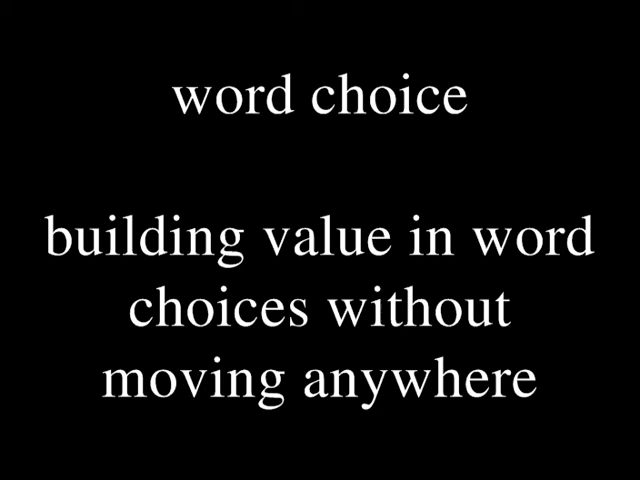 word choice
building value in word
choices without
moving anywhere